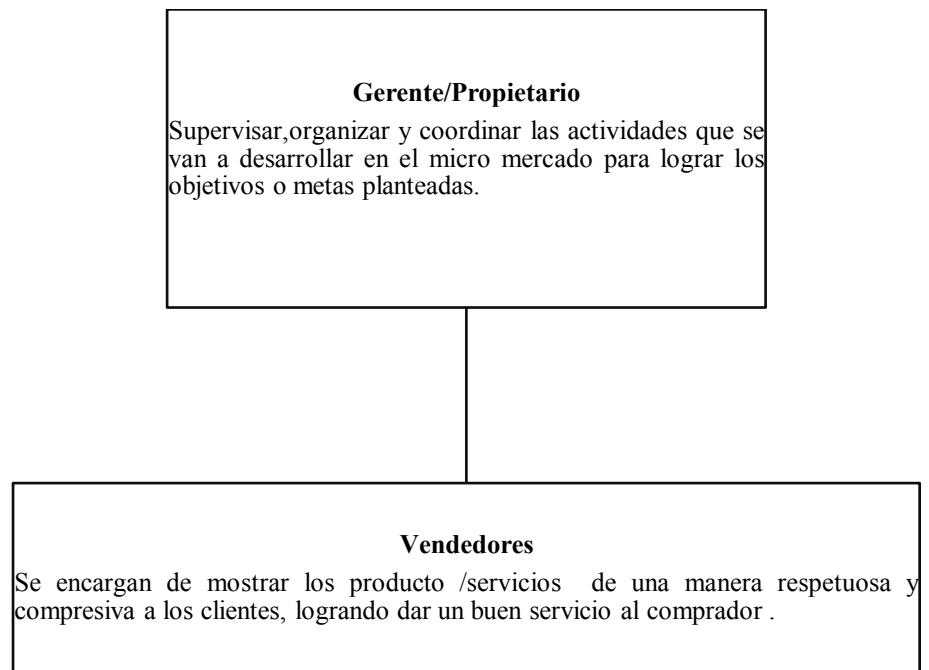 Gerente/Propietario
Supervisar,organizar y coordinar las actividades que se
van a desarrollar en el micro mercado para lograr los
objetivos o metas planteadas.
Vendedores
Se encargan de mostrar los producto /servicios de una manera respetuosa y
compresiva a los clientes, logrando dar un buen servicio al comprador .